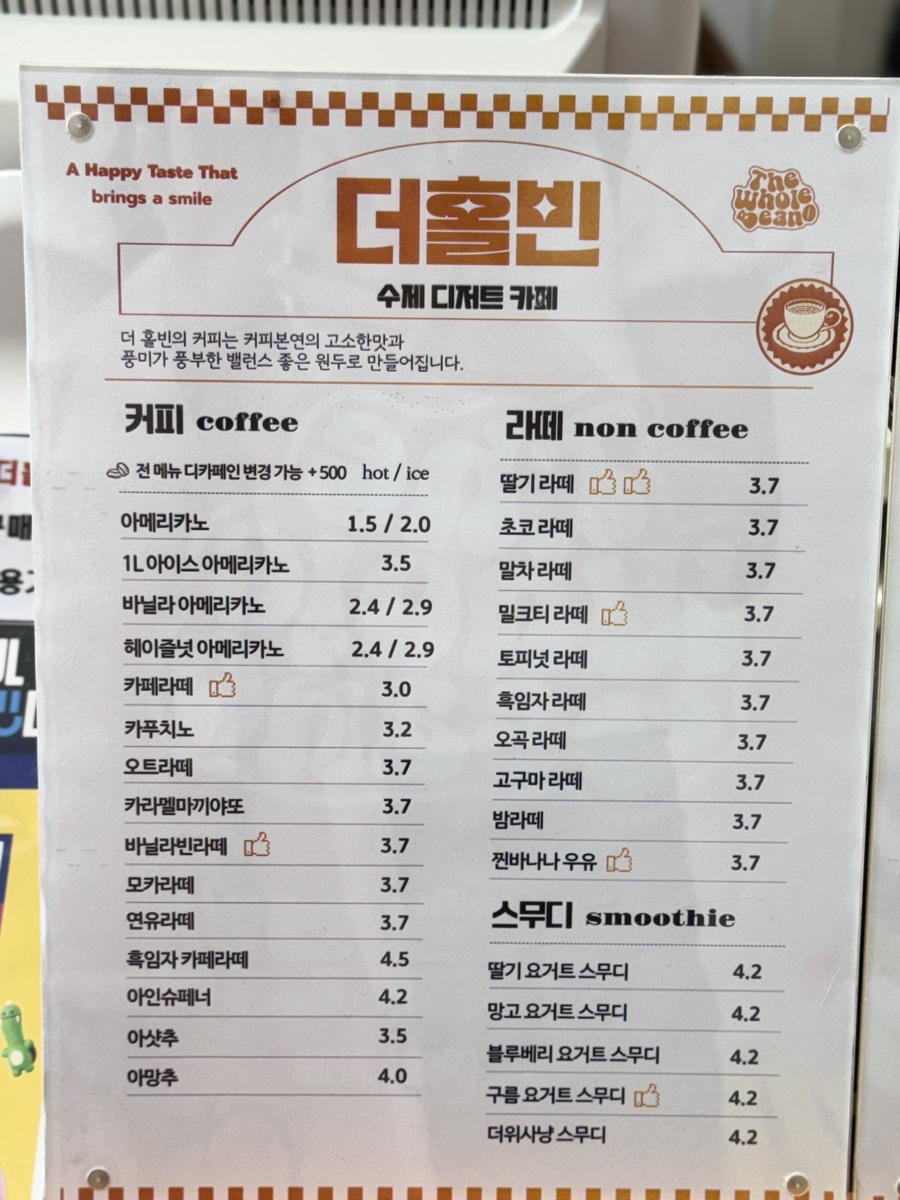 A Happy Taste That
brings a smile
더홀빈
The
Whole
Bean
수제 디저트 카페
더 홀빈의 커피는 커피본연의 고소한맛과
풍미가 풍부한 밸런스 좋은 원두로 만들어집니다.
커피 coffee
전 메뉴 디카페인 변경 가능 +500 hot / ice
아메리카노 1.5 / 2.0
1L 아이스 아메리카노 3.5
바닐라 아메리카노 2.4 / 2.9
헤이즐넛 아메리카노 2.4 / 2.9
카페라떼 3.0
카푸치노 3.2
오트라떼 3.7
카라멜마끼야또 3.7
바닐라빈라떼 3.7
모카라떼 3.7
연유라떼 3.7
흑임자 카페라떼 4.5
아인슈페너 4.2
아샷추 3.5
아망추 4.0
라떼 non coffee
딸기 라떼 3.7
초코 라떼 3.7
말차 라떼 3.7
밀크티 라떼 3.7
토피넛 라떼 3.7
흑임자 라떼 3.7
오곡 라떼 3.7
고구마 라떼 3.7
밤라떼 3.7
찐바나나 우유 3.7
스무디 smoothie
딸기 요거트 스무디 4.2
망고 요거트 스무디 4.2
블루베리 요거트 스무디 4.2
구름 요거트 스무디 4.2
더위사냥 스무디 4.2